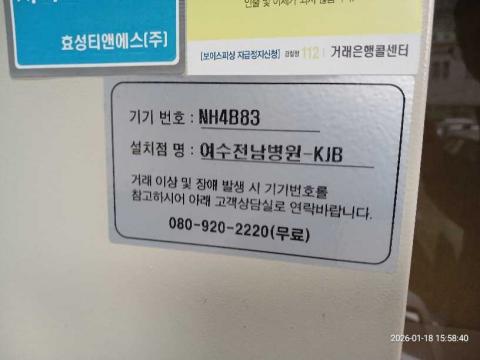 효성티앤에스(주)
[보이스피싱 지급정지신청] 경찰청 112 / 거래은행콜센터
기기 번호 : NH4B83
설치점 명 : 여수전남병원-KJB
거래 이상 및 장애 발생 시 기기번호를
참고하시어 아래 고객상담실로 연락바랍니다.
080-920-2220(무료)
2026-01-18 15:58:40